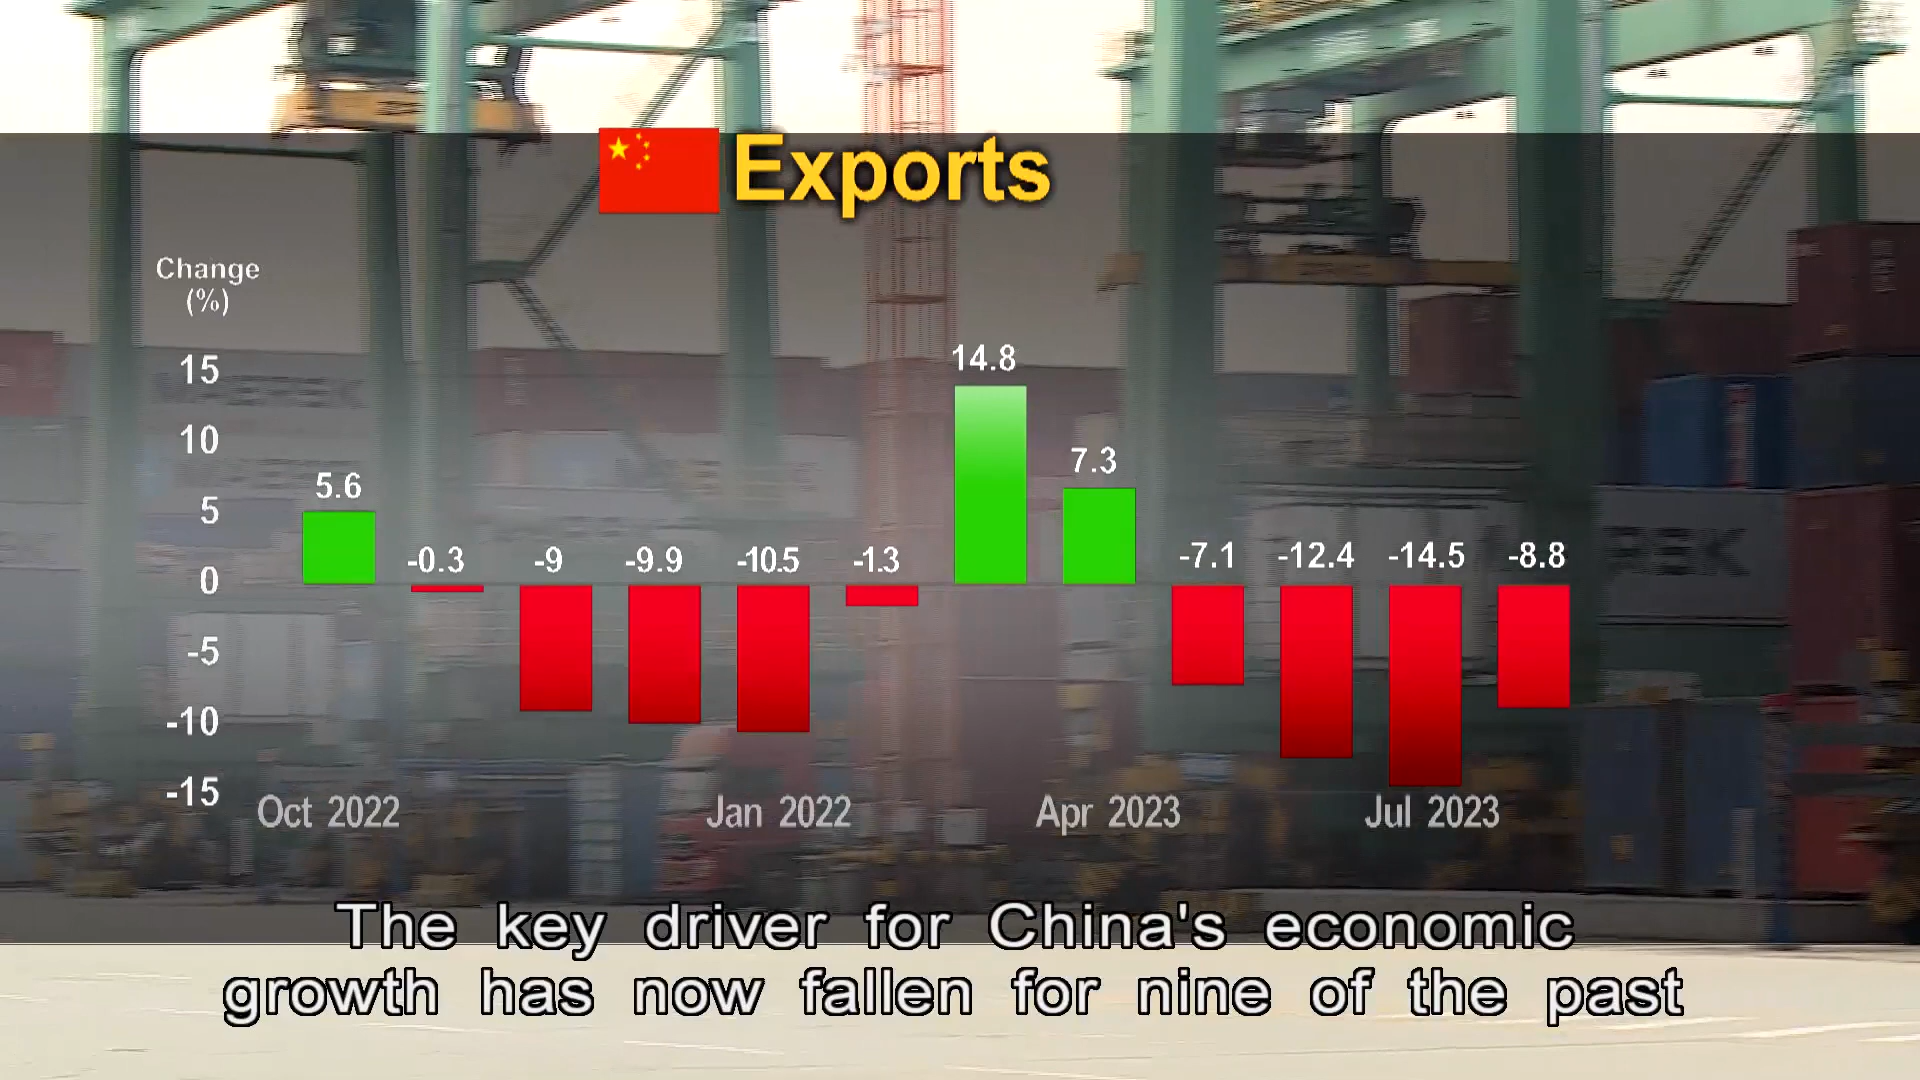 Exports
Change
(%)
15
10
5
0
-5
-10
-15
5.6
-0.3
-9
-9.9
-10.5
-1.3
14.8
7.3
-7.1
-12.4
-14.5
-8.8
Oct 2022
Jan 2022
Apr 2023
Jul 2023
The key driver for China's economic
growth has now fallen for nine of the past